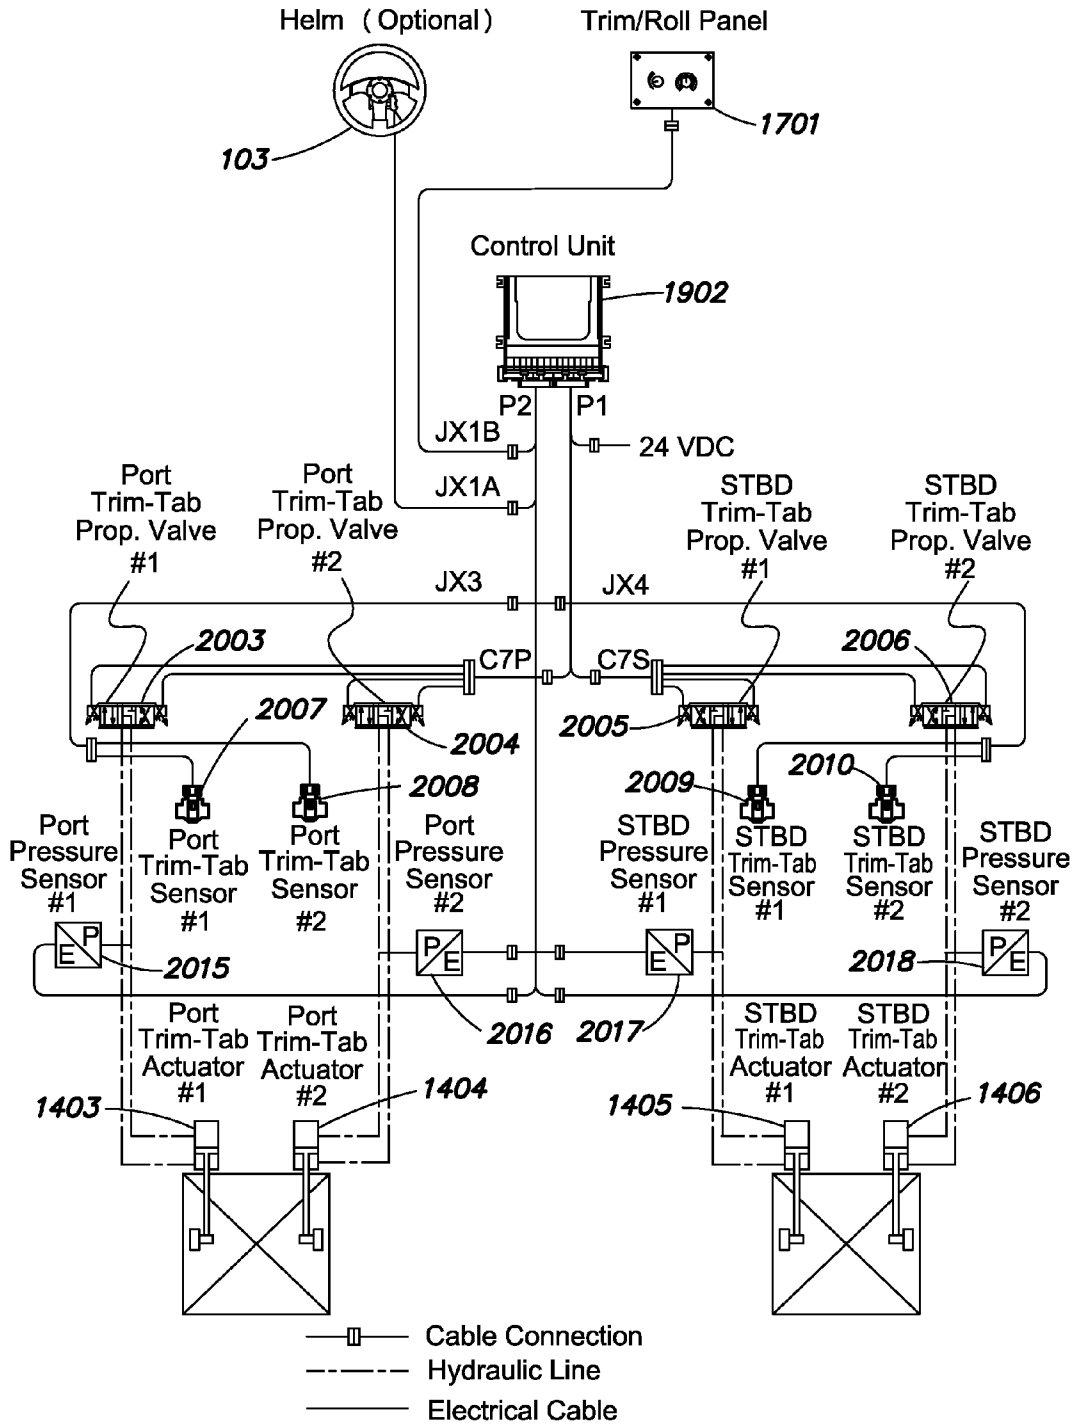 Helm (Optional)
Trim/Roll Panel
103
1701
Control Unit
1902
P2
P1
JX1B
24 VDC
JX1A
Port
Trim-Tab
Prop. Valve
#1
Port
Trim-Tab
Prop. Valve
#2
STBD
Trim-Tab
Prop. Valve
#1
STBD
Trim-Tab
Prop. Valve
#2
JX3
JX4
2003
C7P
C7S
2006
2007
2004
2005
2008
2009
2010
Port
Pressure
Sensor
#1
Port
Trim-Tab
Sensor
#1
Port
Trim-Tab
Sensor
#2
Port
Pressure
Sensor
#2
STBD
Pressure
Sensor
#1
STBD
Trim-Tab
Sensor
#1
STBD
Trim-Tab
Sensor
#2
STBD
Pressure
Sensor
#2
P
E
2015
P
E
2016
P
E
2017
P
E
2018
Port
Trim-Tab
Actuator
#1
Port
Trim-Tab
Actuator
#2
STBD
Trim-Tab
Actuator
#1
STBD
Trim-Tab
Actuator
#2
1403
1404
1405
1406
Cable Connection
Hydraulic Line
Electrical Cable